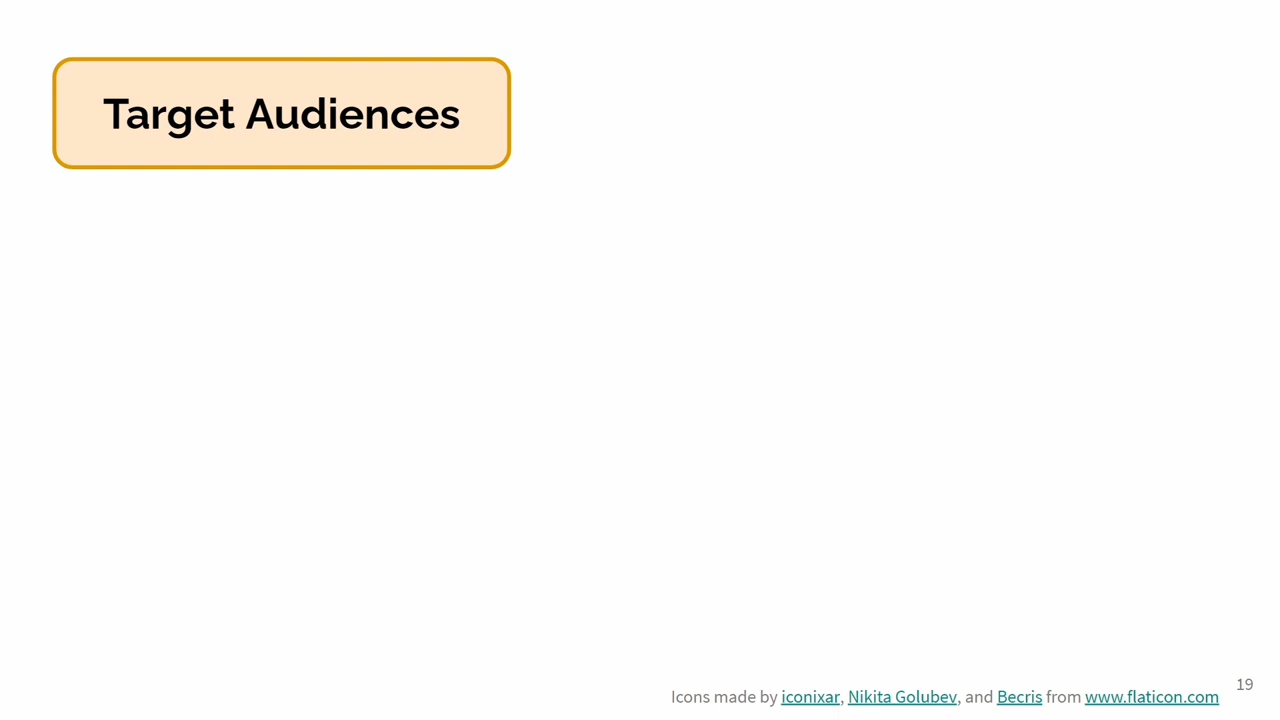 Target Audiences
19
Icons made by iconixar, Nikita Golubev, and Becris from www.flaticon.com